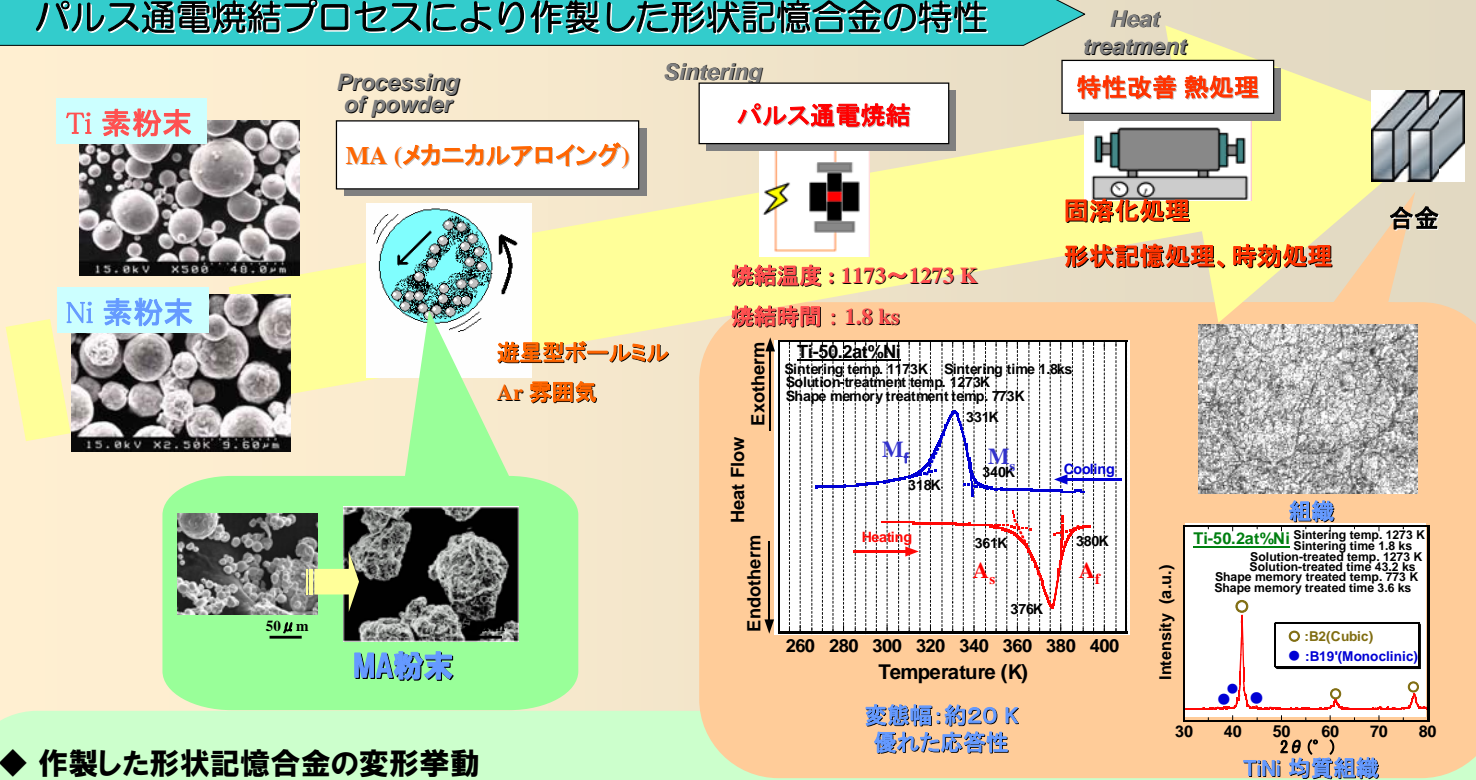 パルス通電焼結プロセスにより作製した形状記憶合金の特性
Ti 素粉末
15.0kV X500 48.0μm
Ni 素粉末
15.0kV X2.50K 9.60μm
Processing
of powder
MA (メカニカルアロイング)
遊星型ボールミル
Ar 雰囲気
50μm
MA粉末
Sintering
パルス通電焼結
焼結温度 : 1173～1273 K
焼結時間 : 1.8 ks
Heat
treatment
特性改善 熱処理
固溶化処理
形状記憶処理、時効処理
合金
Ti-50.2at%Ni
Sintering temp. 1173K Sintering time 1.8ks
Solution-treatment temp. 1273K
Shape memory treatment temp. 773K
Exotherm
Heat Flow
Endotherm
331K
Mf
Ms
340K
318K
Cooling
Heating
361K
380K
As
Af
376K
260 280 300 320 340 360 380 400
Temperature (K)
変態幅:約20 K
優れた応答性
組織
Ti-50.2at%Ni
Sintering temp. 1273 K
Sintering time 1.8 ks
Solution-treated temp. 1273 K
Solution-treated time 43.2 ks
Shape memory treated temp. 773 K
Shape memory treated time 3.6 ks
:B2(Cubic)
:B19'(Monoclinic)
Intensity (a.u.)
30 40 50 60 70 80
2θ(°)
TiNi 均質組織
◆ 作製した形状記憶合金の変形挙動